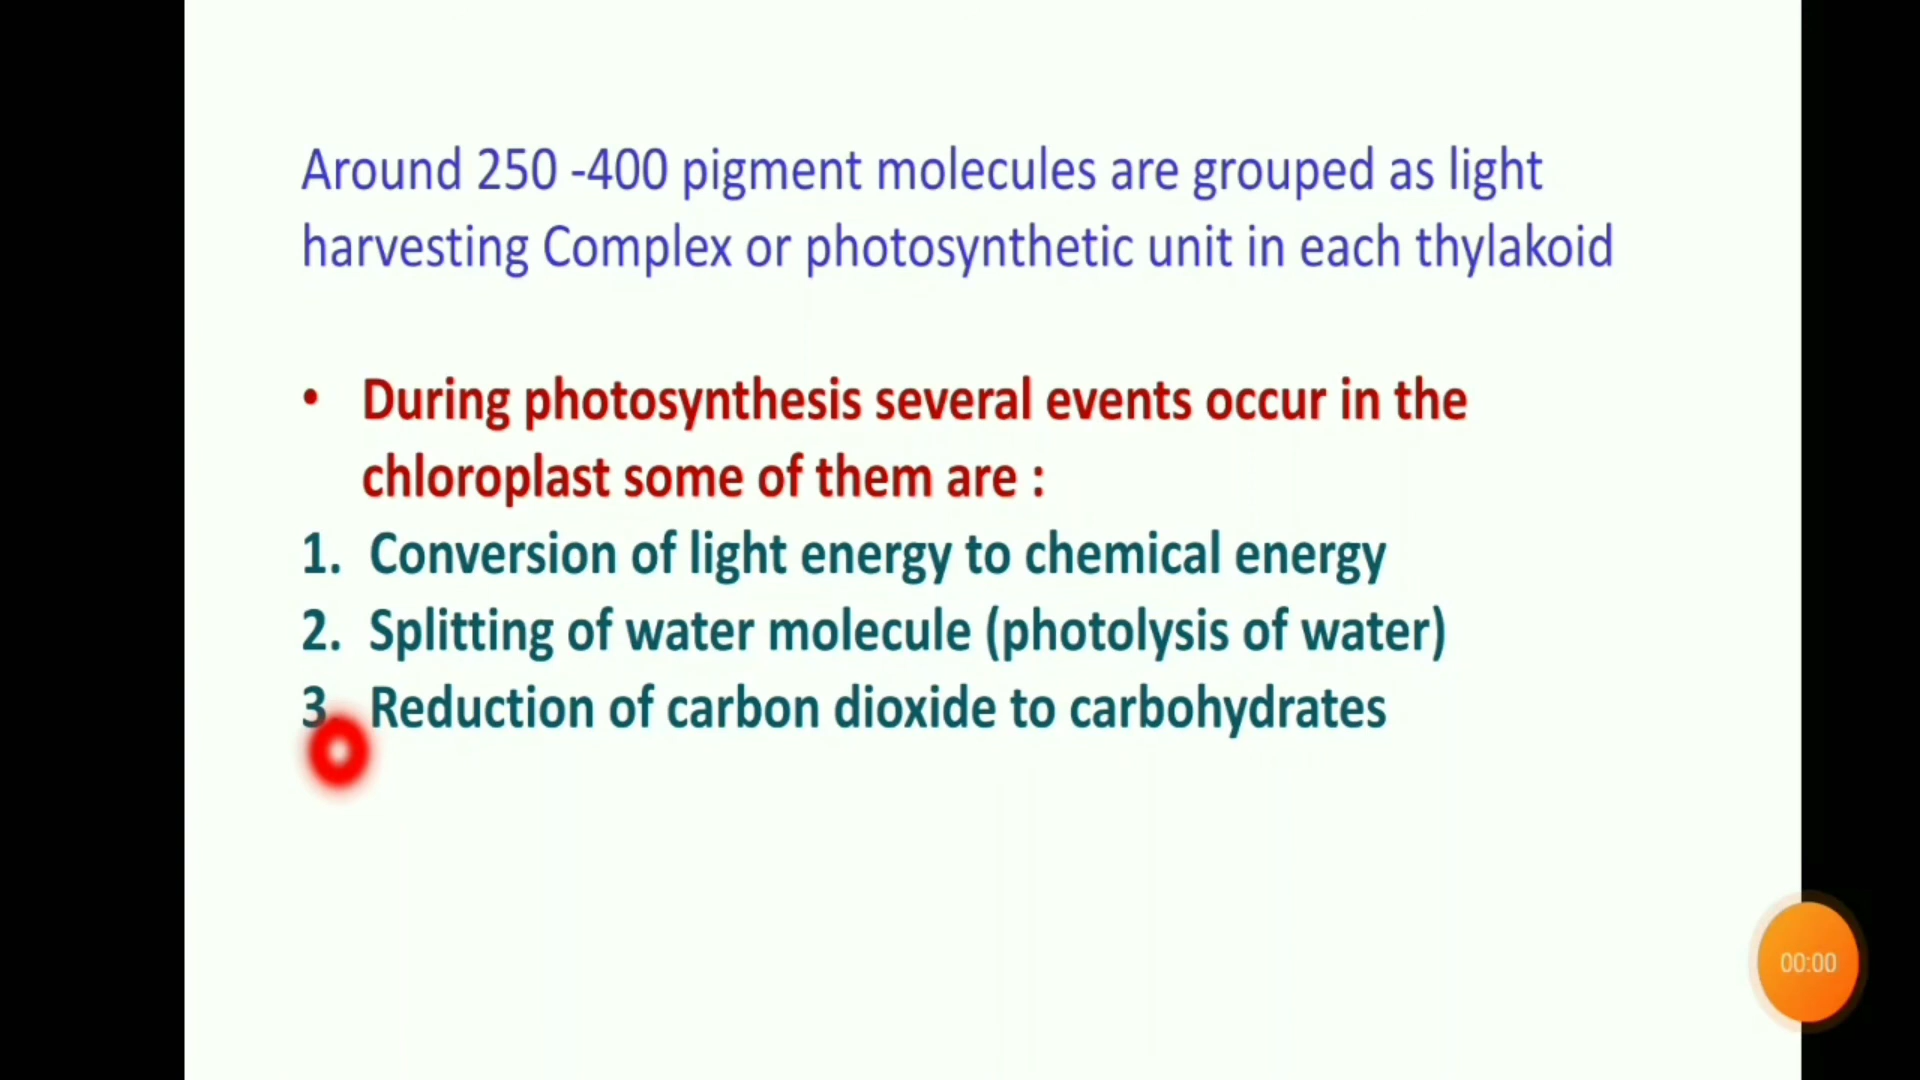 Around 250 -400 pigment molecules are grouped as light
harvesting Complex or photosynthetic unit in each thylakoid
• During photosynthesis several events occur in the
chloroplast some of them are :
1. Conversion of light energy to chemical energy
2. Splitting of water molecule (photolysis of water)
3. Reduction of carbon dioxide to carbohydrates
00:00